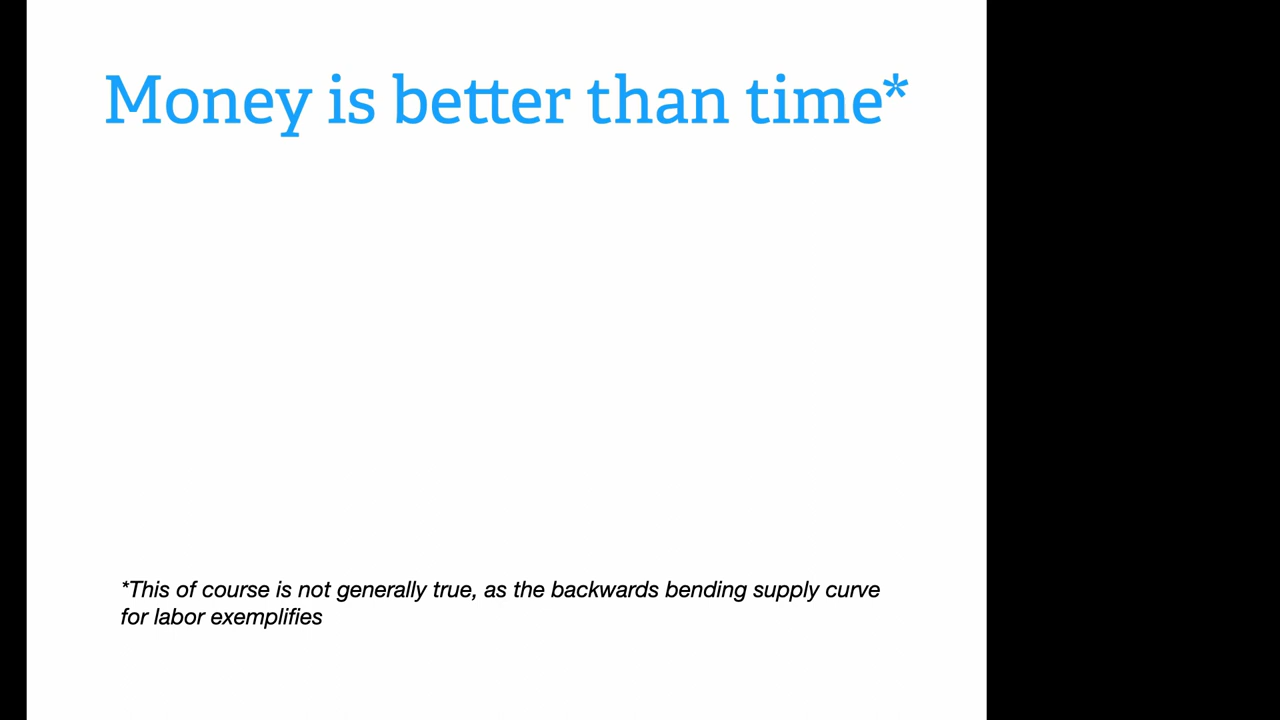 Money is better than time*
*This of course is not generally true, as the backwards bending supply curve
for labor exemplifies